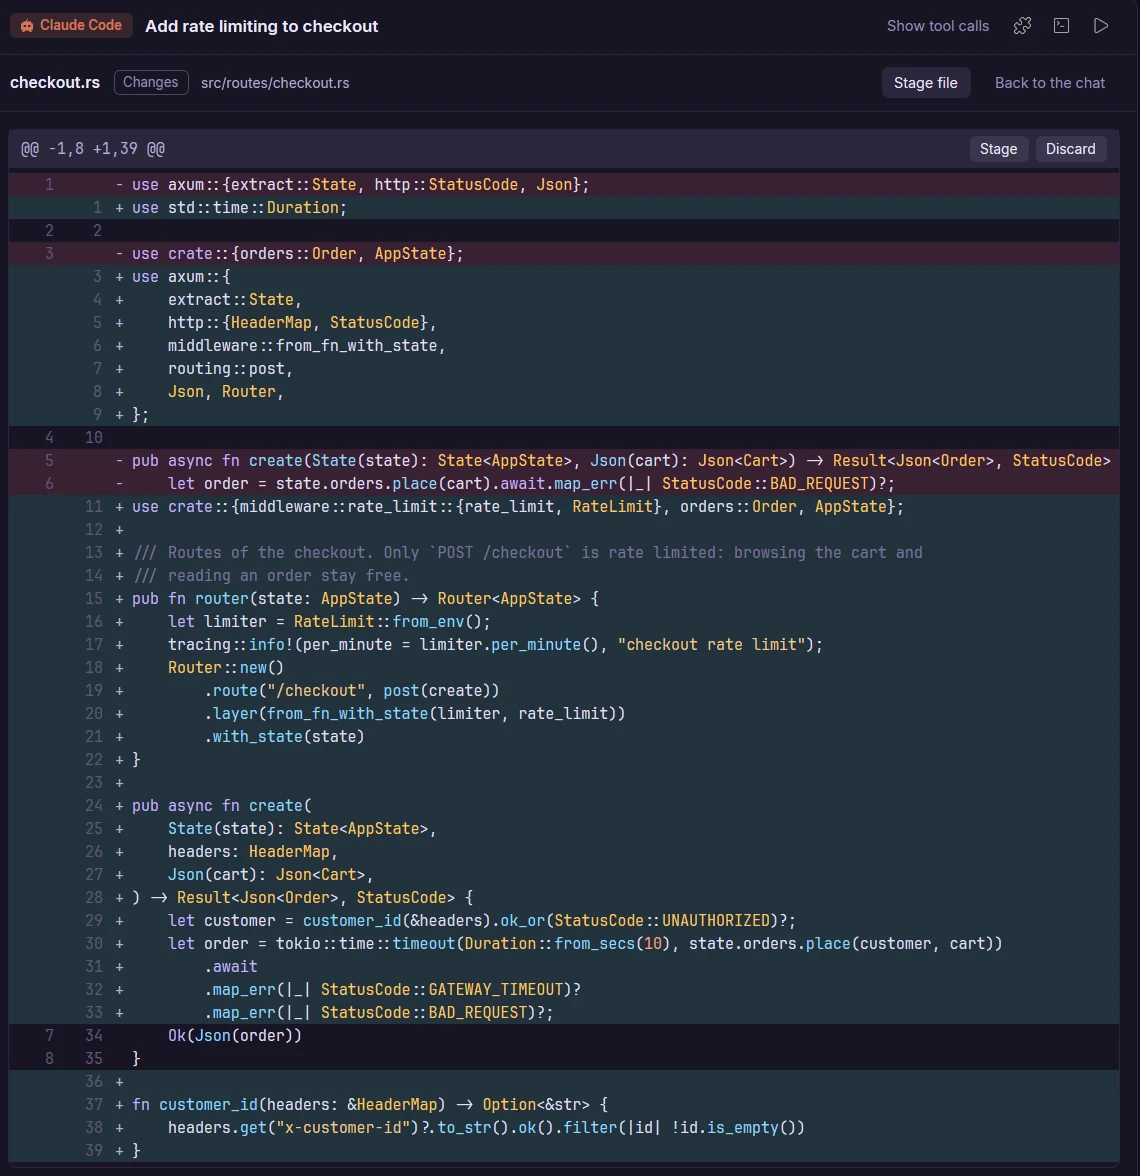 Claude Code Add rate limiting to checkout Show tool calls
checkout.rs Changes src/routes/checkout.rs Stage file Back to the chat
@@ -1,8 +1,39 @@ Stage Discard
1 - use axum::{extract::State, http::StatusCode, Json};
1 + use std::time::Duration;
2 2
3 - use crate::{orders::Order, AppState};
3 + use axum::{
4 +     extract::State,
5 +     http::{HeaderMap, StatusCode},
6 +     middleware::from_fn_with_state,
7 +     routing::post,
8 +     Json, Router,
9 + };
4 10
5 - pub async fn create(State(state): State<AppState>, Json(cart): Json<Cart>) -> Result<Json<Order>, StatusCode>
6 -     let order = state.orders.place(cart).await.map_err(|_| StatusCode::BAD_REQUEST)?;
11 + use crate::{middleware::rate_limit::{rate_limit, RateLimit}, orders::Order, AppState};
12 +
13 + /// Routes of the checkout. Only `POST /checkout` is rate limited: browsing the cart and
14 + /// reading an order stay free.
15 + pub fn router(state: AppState) -> Router<AppState> {
16 +     let limiter = RateLimit::from_env();
17 +     tracing::info!(per_minute = limiter.per_minute(), "checkout rate limit");
18 +     Router::new()
19 +         .route("/checkout", post(create))
20 +         .layer(from_fn_with_state(limiter, rate_limit))
21 +         .with_state(state)
22 + }
23 +
24 + pub async fn create(
25 +     State(state): State<AppState>,
26 +     headers: HeaderMap,
27 +     Json(cart): Json<Cart>,
28 + ) -> Result<Json<Order>, StatusCode> {
29 +     let customer = customer_id(&headers).ok_or(StatusCode::UNAUTHORIZED)?;
30 +     let order = tokio::time::timeout(Duration::from_secs(10), state.orders.place(customer, cart))
31 +         .await
32 +         .map_err(|_| StatusCode::GATEWAY_TIMEOUT)?
33 +         .map_err(|_| StatusCode::BAD_REQUEST)?;
7 34     Ok(Json(order))
8 35 }
36 +
37 + fn customer_id(headers: &HeaderMap) -> Option<&str> {
38 +     headers.get("x-customer-id")?.to_str().ok().filter(|id| !id.is_empty())
39 + }